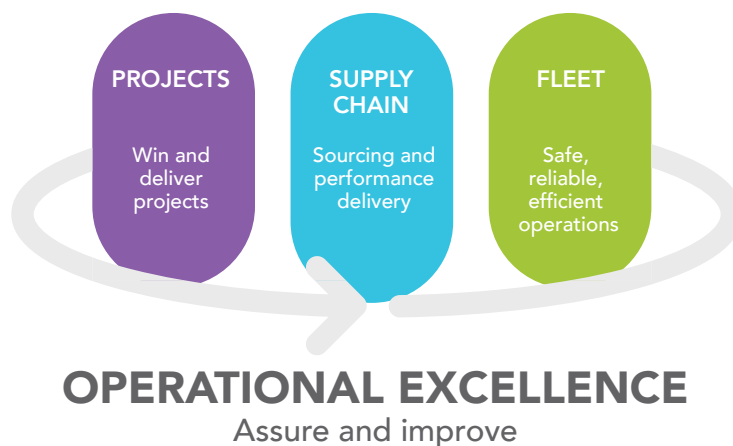 PROJECTS
Win and
deliver
projects
SUPPLY
CHAIN
Sourcing and
performance
delivery
FLEET
Safe,
reliable,
efficient
operations
OPERATIONAL EXCELLENCE
Assure and improve